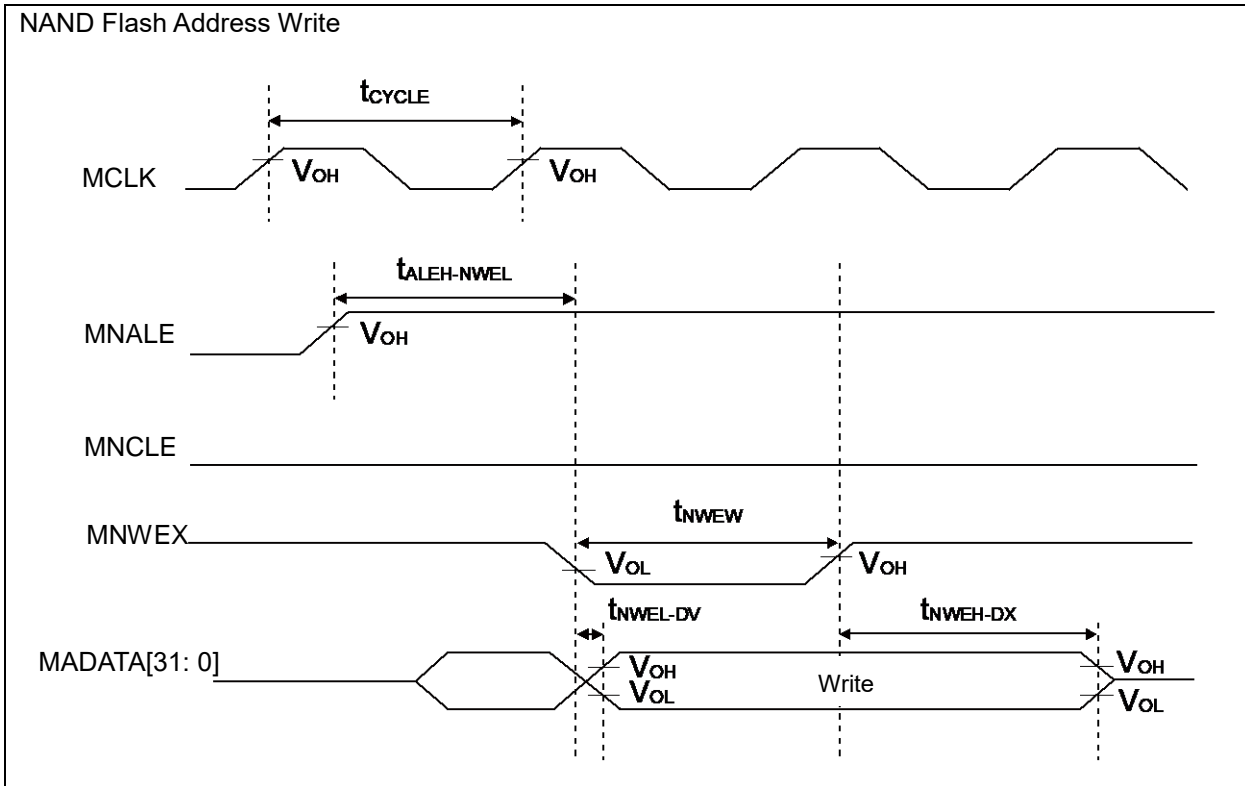 NAND Flash Address Write
tCYCLE
MCLK
VOH
VOH
tALEH-NWEL
MNALE
VOH
MNCLE
tNWEW
MNWEX
VOL
VOH
tNWEL-DV
tNWEH-DX
MADATA[31: 0]
VOH
VOL
Write
VOH
VOL